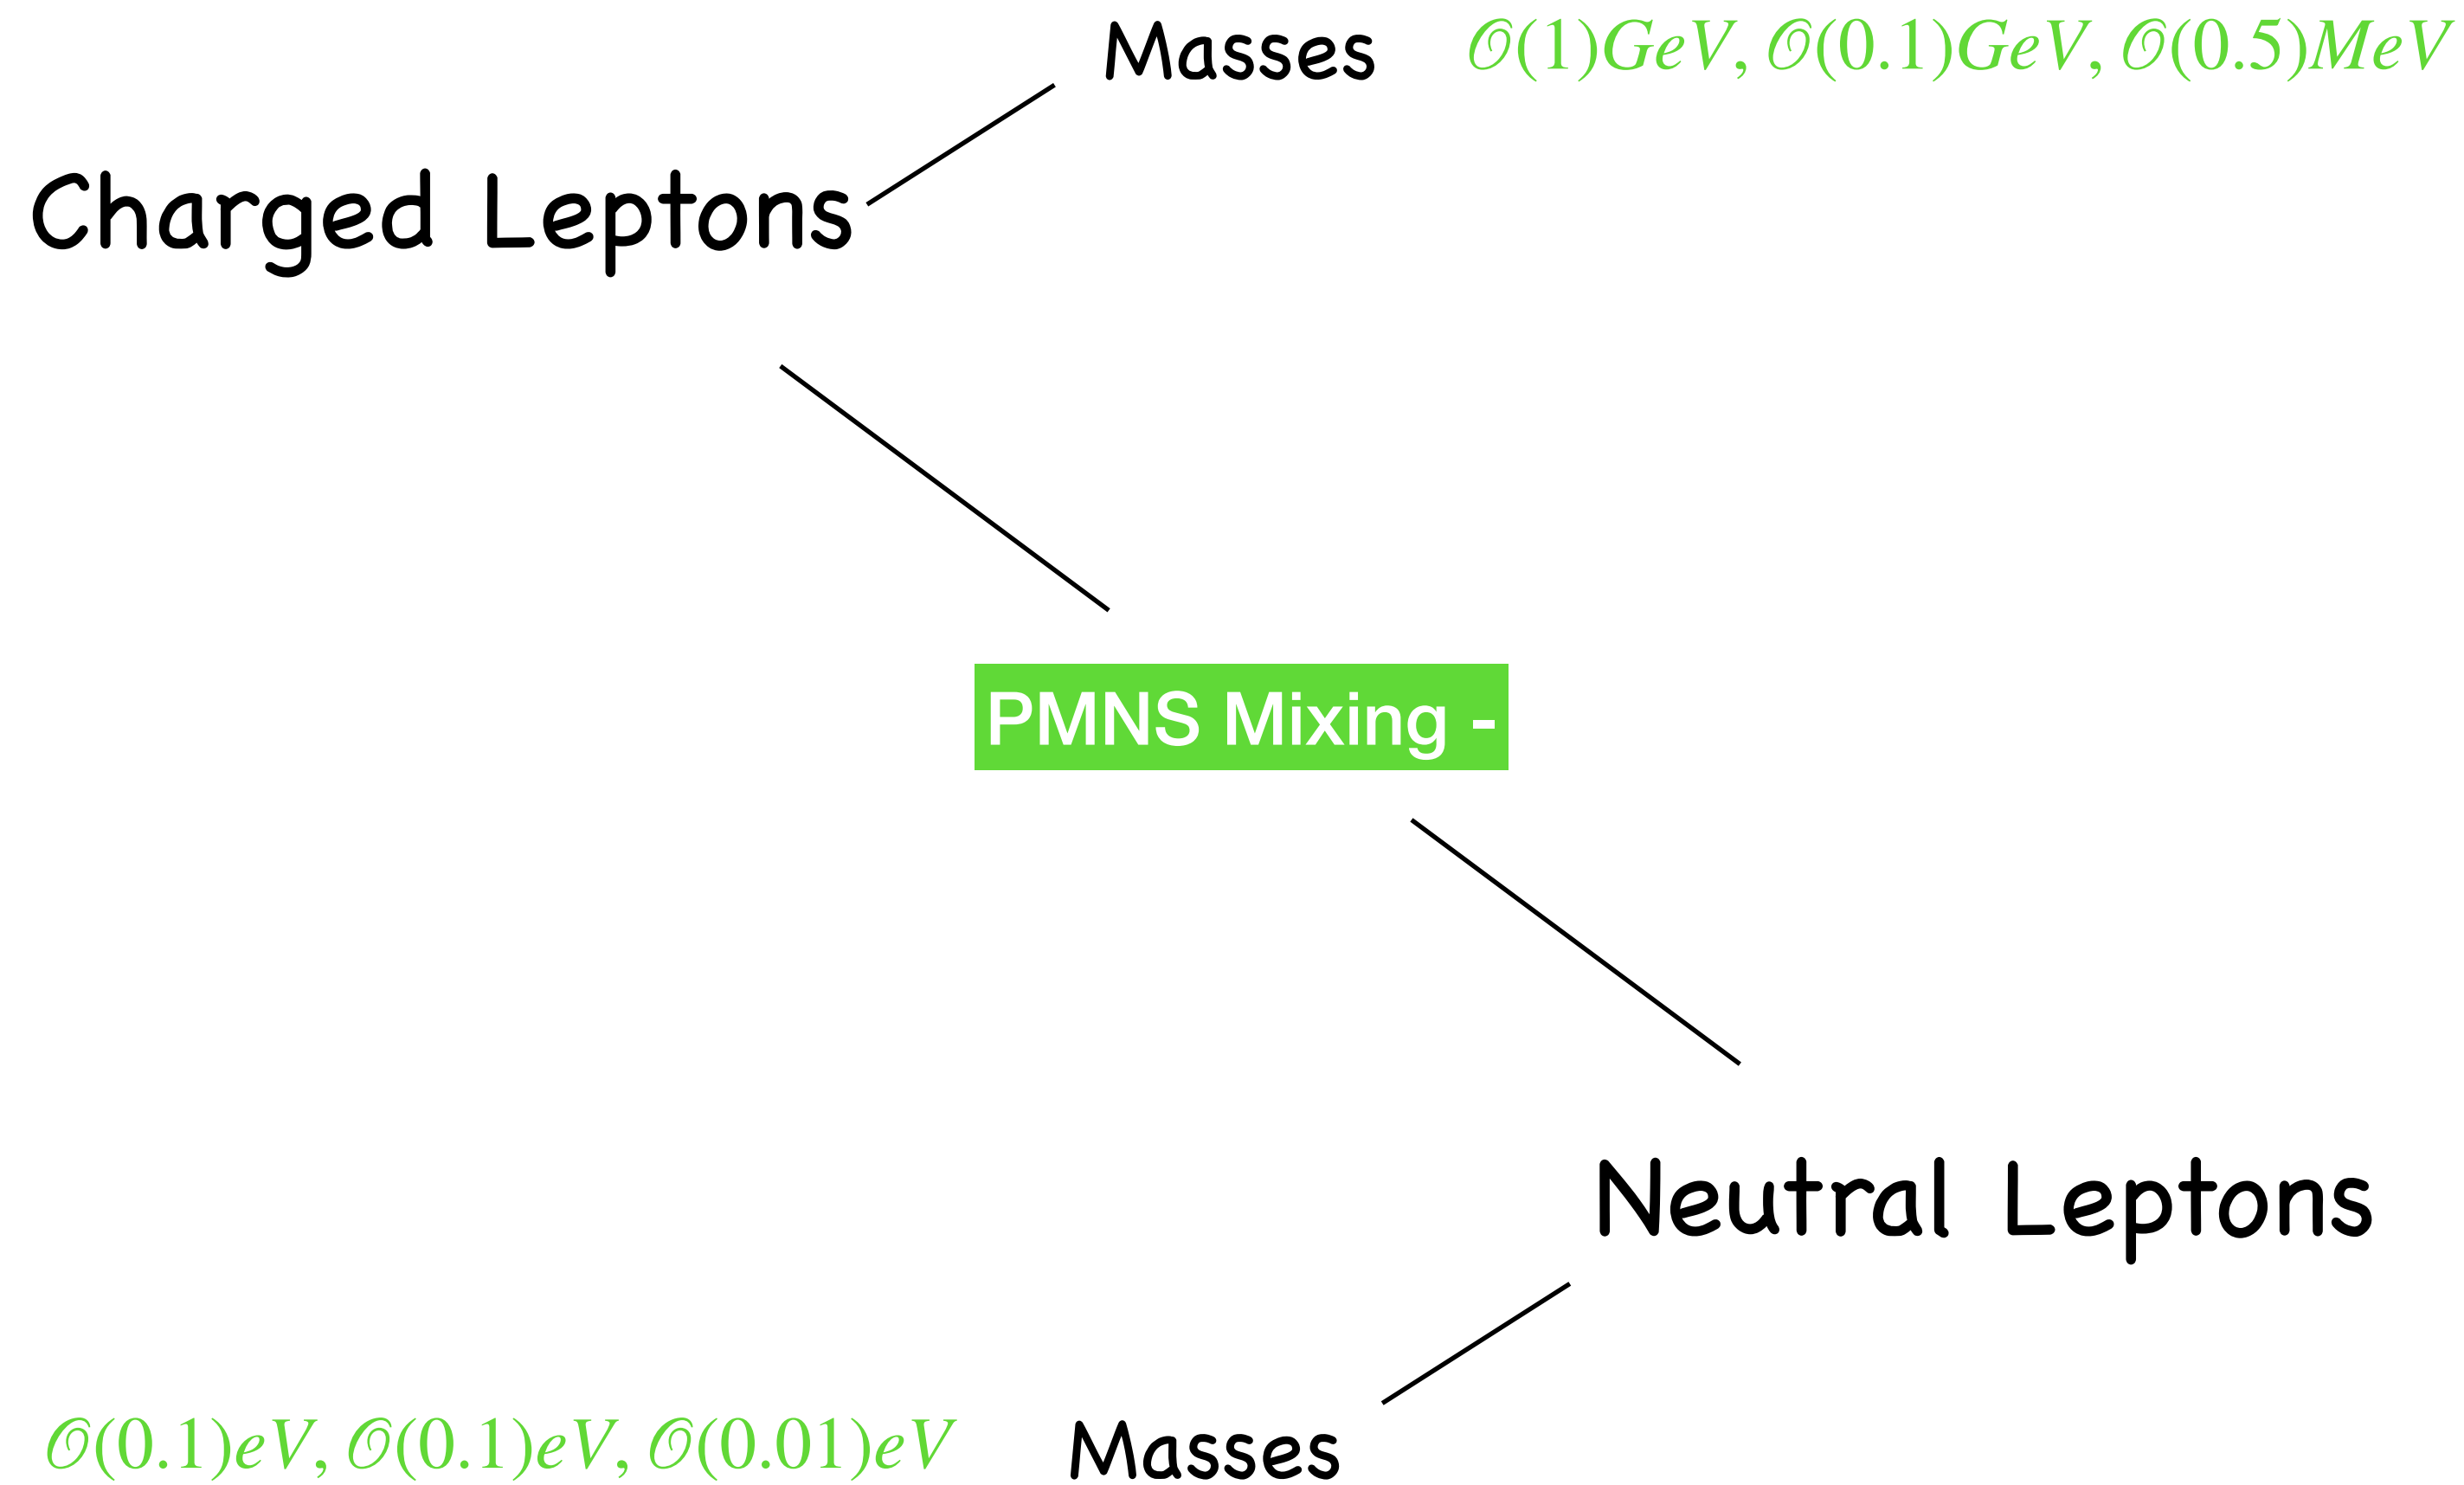 Masses 𝒪(1)GeV, 𝒪(0.1)GeV, 𝒪(0.5)MeV
Charged Leptons
PMNS Mixing -
Neutral Leptons
𝒪(0.1)eV, 𝒪(0.1)eV, 𝒪(0.001)eV Masses